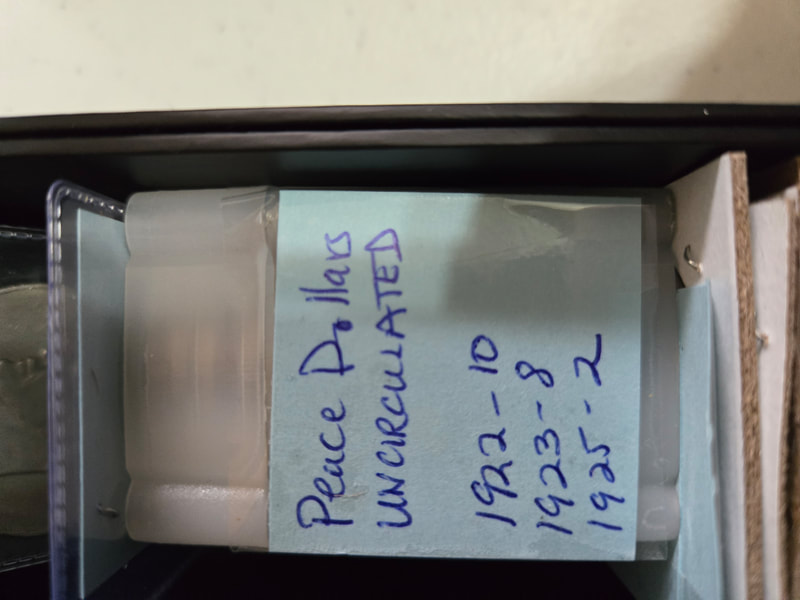 Peace Dollars
UNCIRCULATED
1922-10
1923-8
1925-2